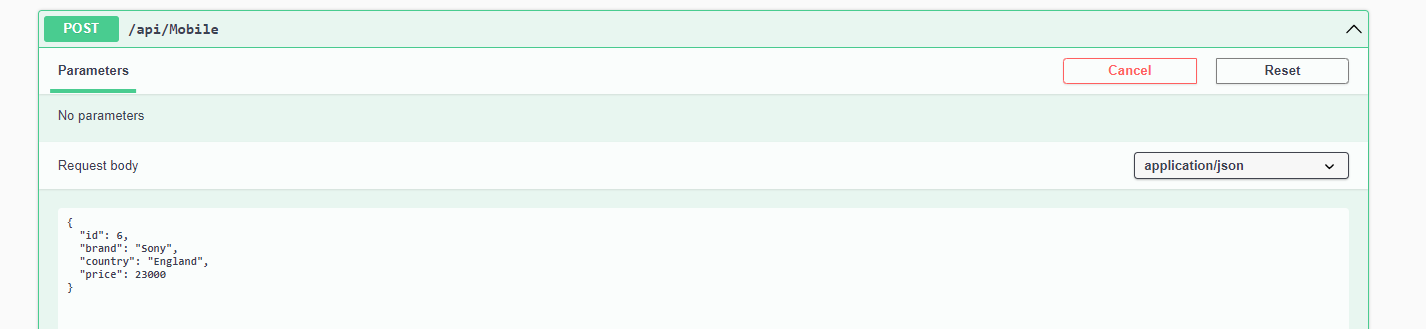 POST /api/Mobile
Parameters Cancel Reset
No parameters
Request body application/json
{
  "id": 6,
  "brand": "Sony",
  "country": "England",
  "price": 23000
}